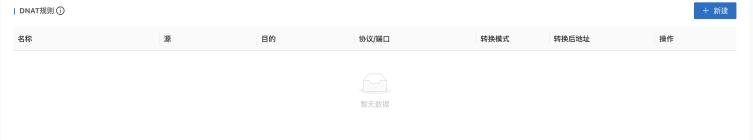 DNAT规则
+ 新建
名称 源 目的 协议/端口 转换模式 转换后地址 操作
暂无数据